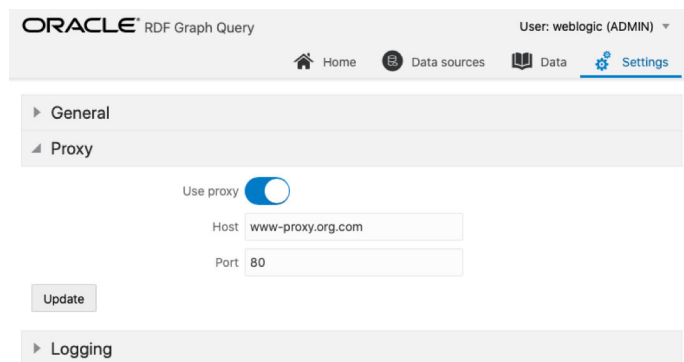 ORACLE® RDF Graph Query
User: weblogic (ADMIN)
Home Data sources Data Settings
General
Proxy
Use proxy
Host www-proxy.org.com
Port 80
Update
Logging